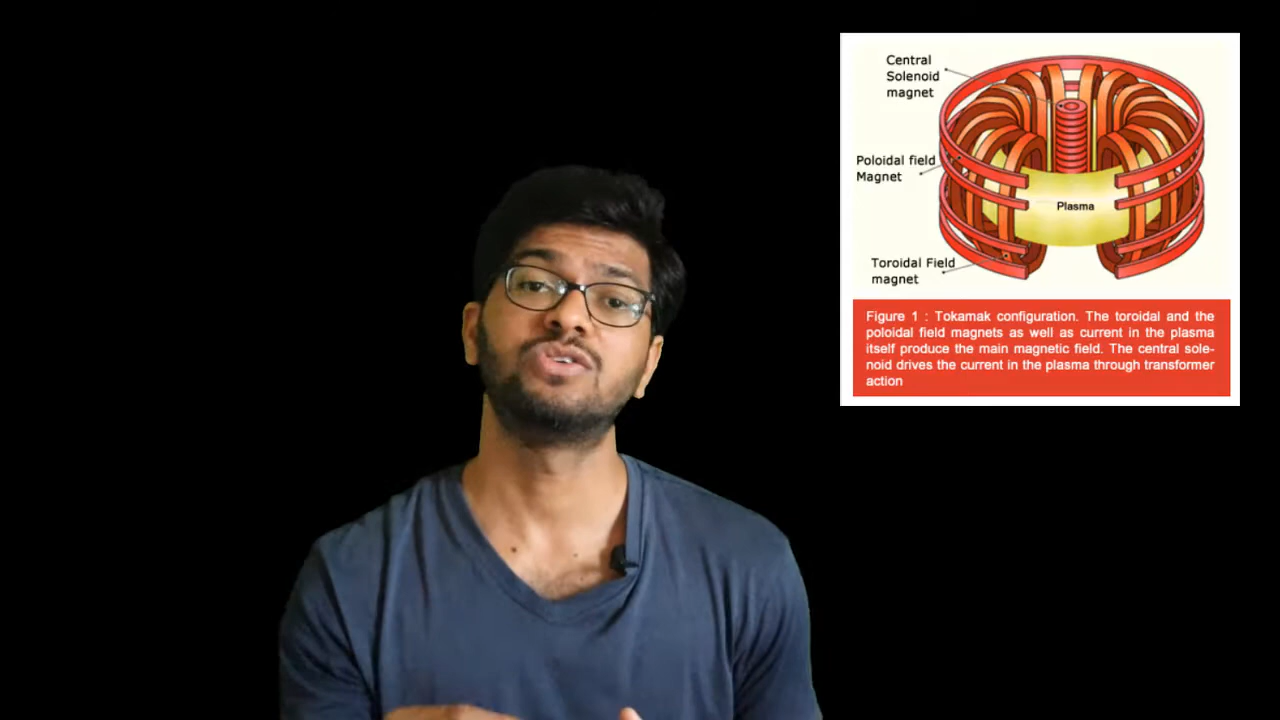 Central
Solenoid
magnet
Poloidal field
Magnet
Plasma
Toroidal Field
magnet
Figure 1 : Tokamak configuration. The toroidal and the
poloidal field magnets as well as current in the plasma
itself produce the main magnetic field. The central sole-
noid drives the current in the plasma through transformer
action